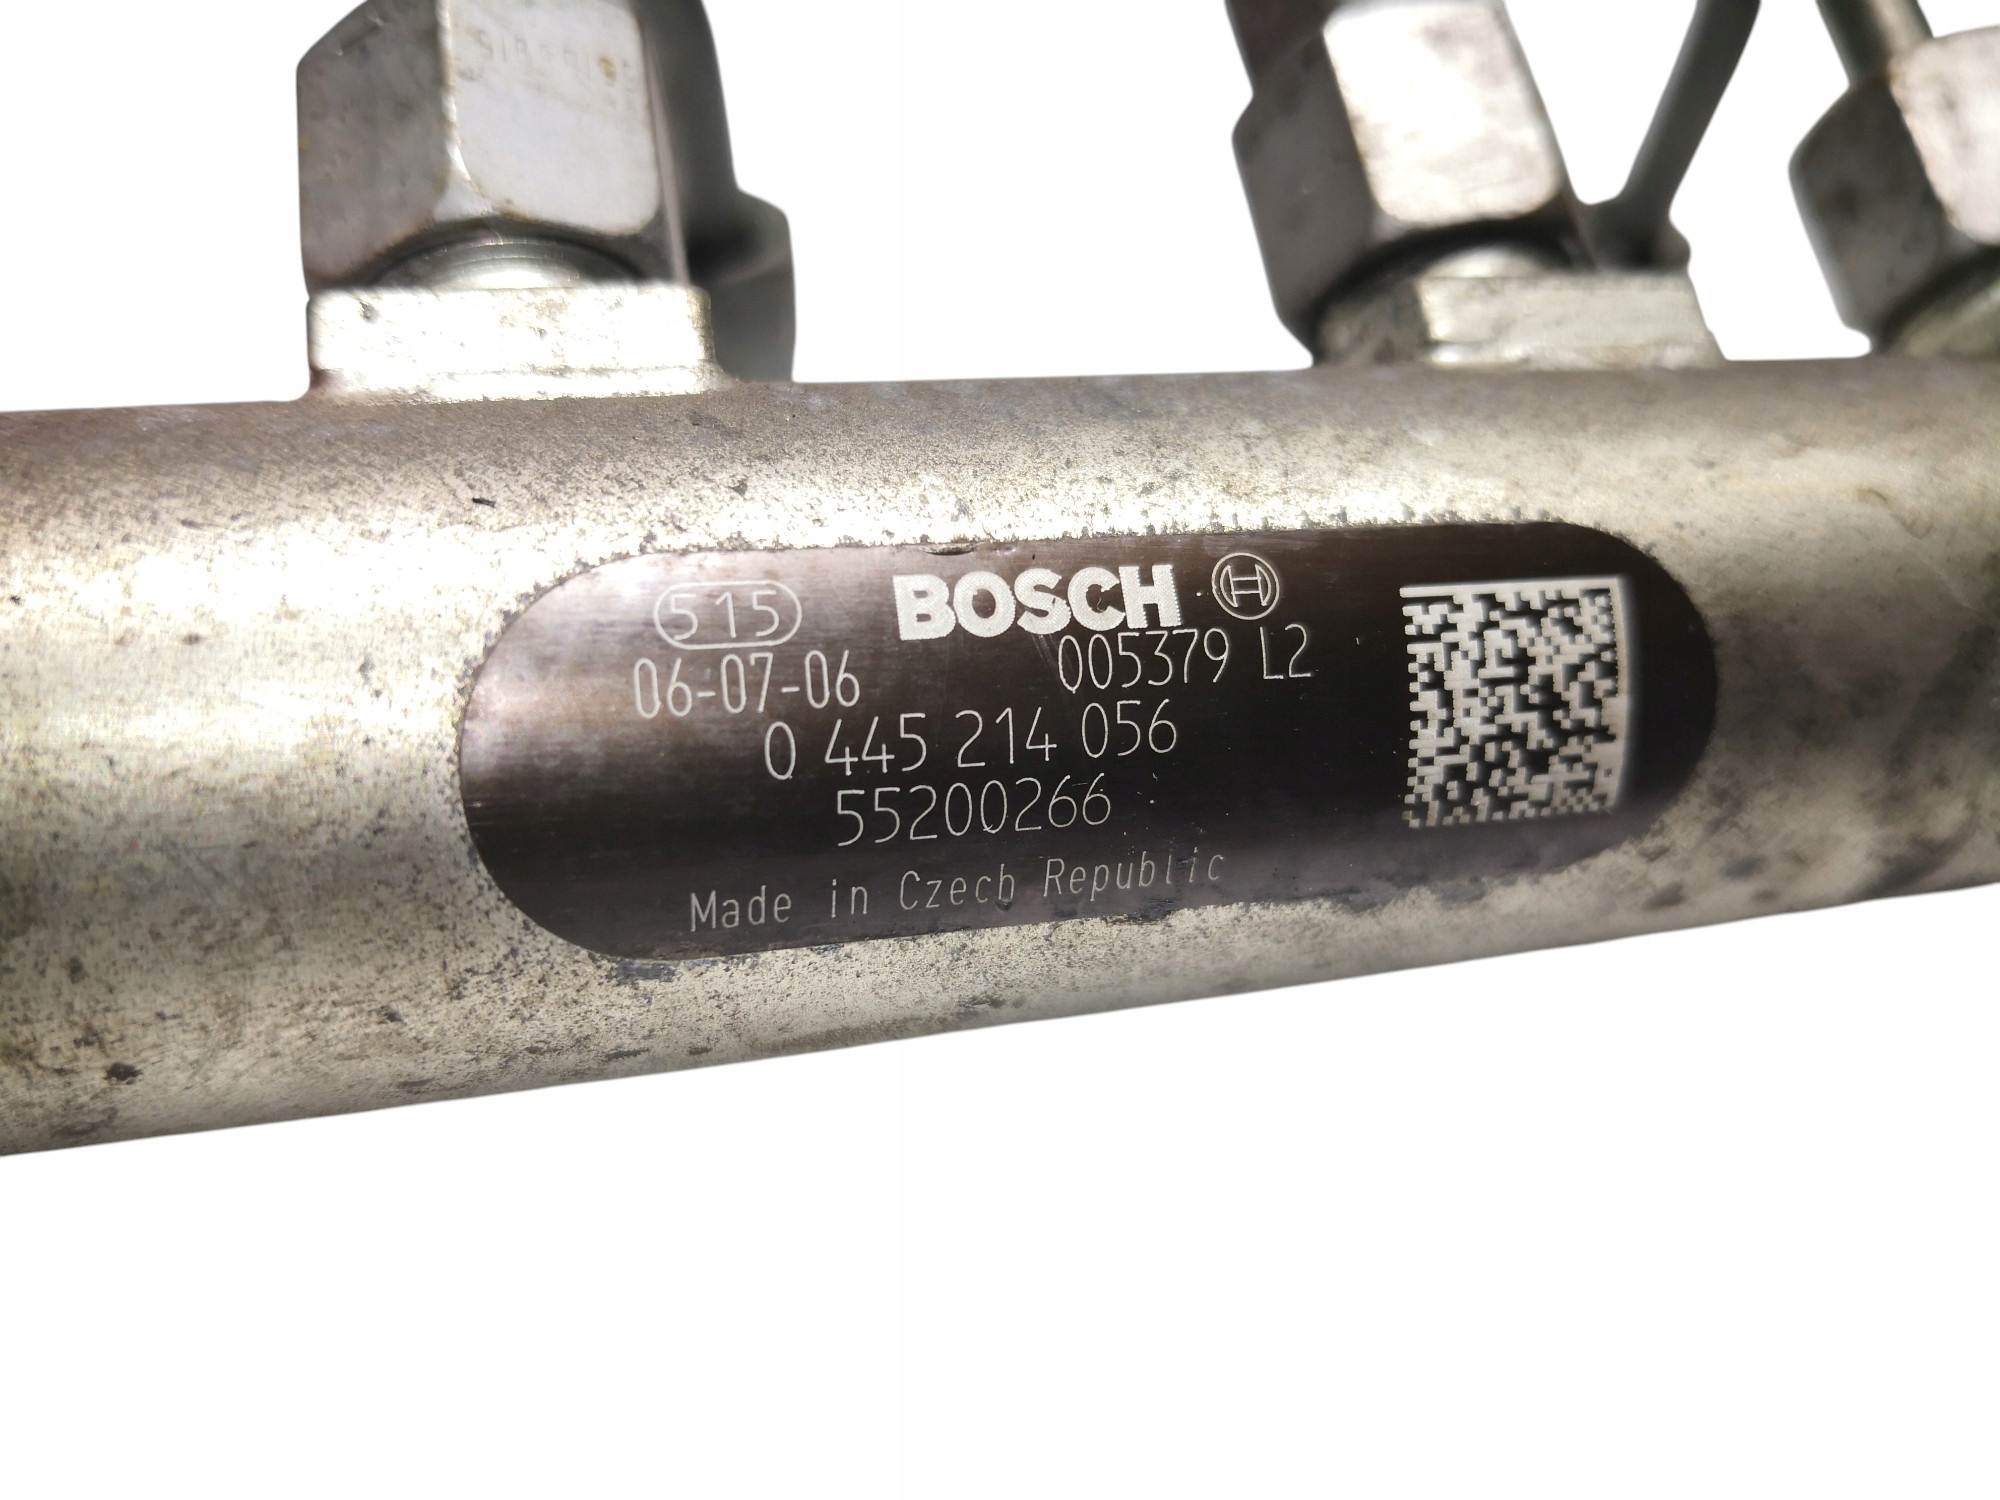 515 BOSCH
06-07-06 005379 L2
0 445 214 056
55200266
Made in Czech Republic